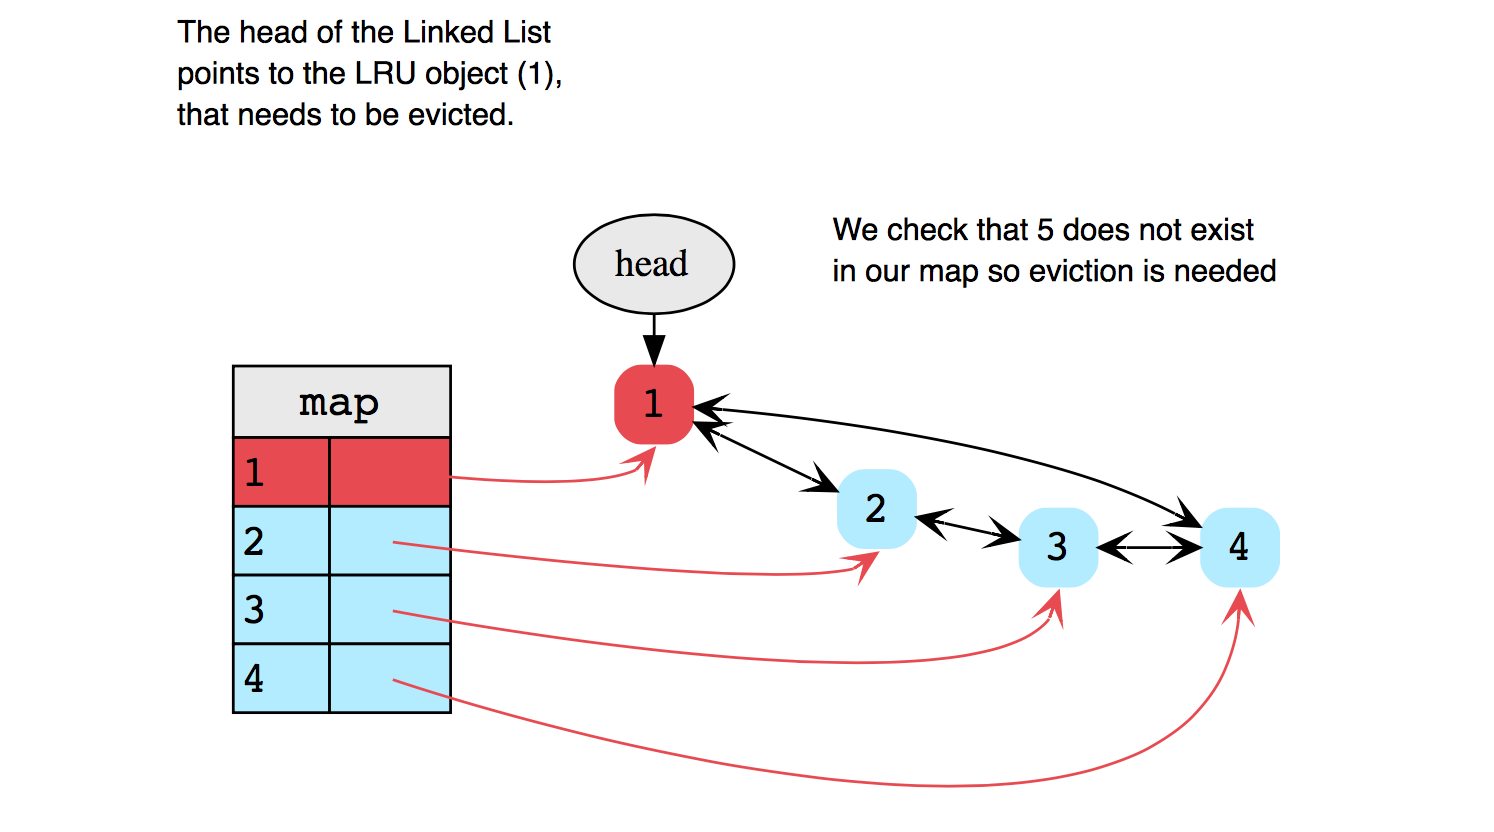 The head of the Linked List
points to the LRU object (1),
that needs to be evicted.
head
We check that 5 does not exist
in our map so eviction is needed
map
1
1
2
2
3
3
4
4